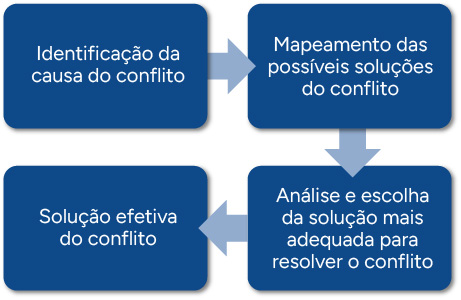 Identificação da
causa do conflito
Mapeamento das
possíveis soluções
do conflito
Análise e escolha
da solução mais
adequada para
resolver o conflito
Solução efetiva
do conflito